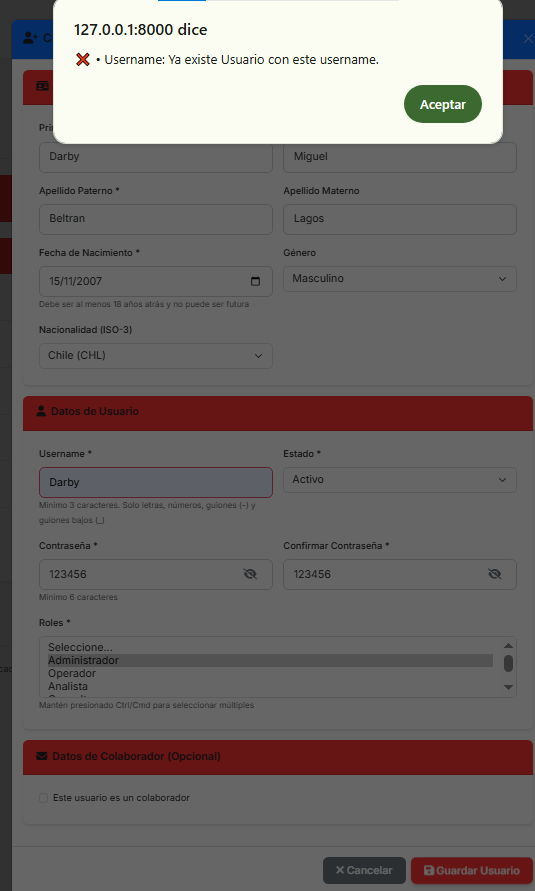 127.0.0.1:8000 dice
❌ • Username: Ya existe Usuario con este username.
Aceptar
Darby
Miguel
Apellido Paterno *
Apellido Materno
Beltran
Lagos
Fecha de Nacimiento *
Género
15/11/2007
Masculino
Debe ser al menos 18 años atrás y no puede ser futura
Nacionalidad (ISO-3)
Chile (CHL)
Datos de Usuario
Username *
Estado *
Darby
Activo
Mínimo 3 caracteres. Solo letras, números, guiones (-) y
guiones bajos (_)
Contraseña *
Confirmar Contraseña *
123456
123456
Mínimo 6 caracteres
Roles *
Seleccione...
Administrador
Operador
Analista
Mantén presionado Ctrl/Cmd para seleccionar múltiples
Datos de Colaborador (Opcional)
Este usuario es un colaborador
Cancelar
Guardar Usuario